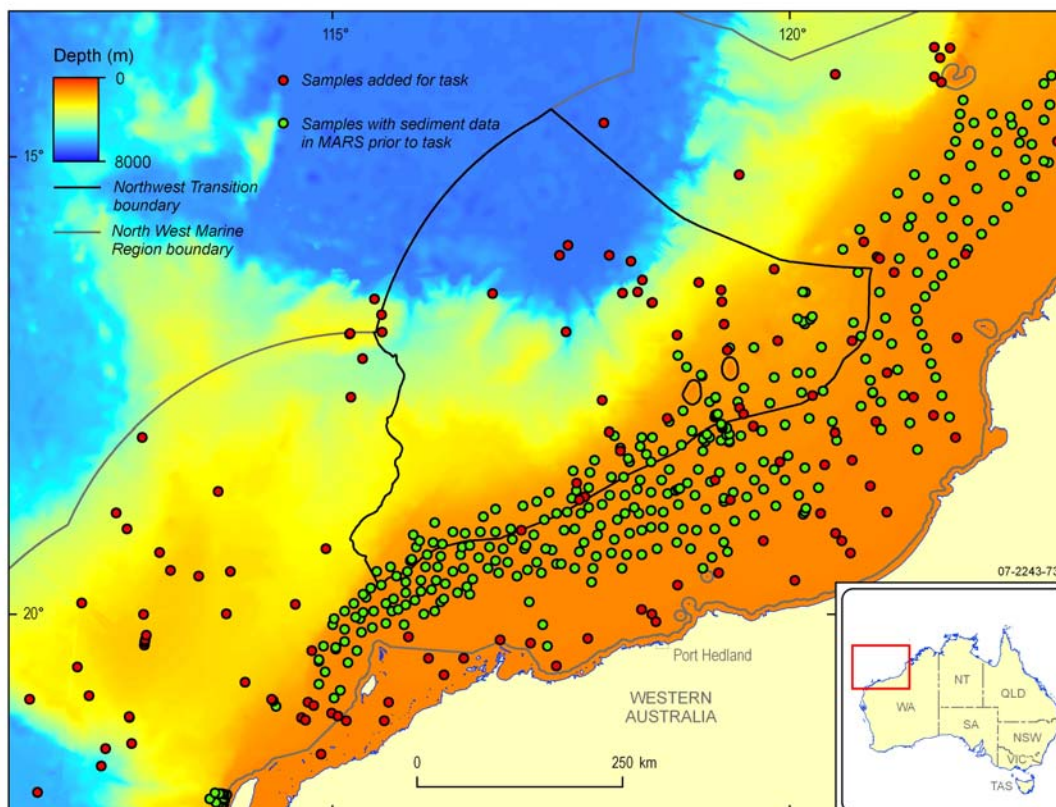 115°
120°
Depth (m)
0
8000
Samples added for task
Samples with sediment data
in MARS prior to task
Northwest Transition
boundary
North West Marine
Region boundary
15°
20°
07-2243-73
Port Hedland
WESTERN
AUSTRALIA
0
250 km
NT
QLD
WA
SA
NSW
VIC
TAS